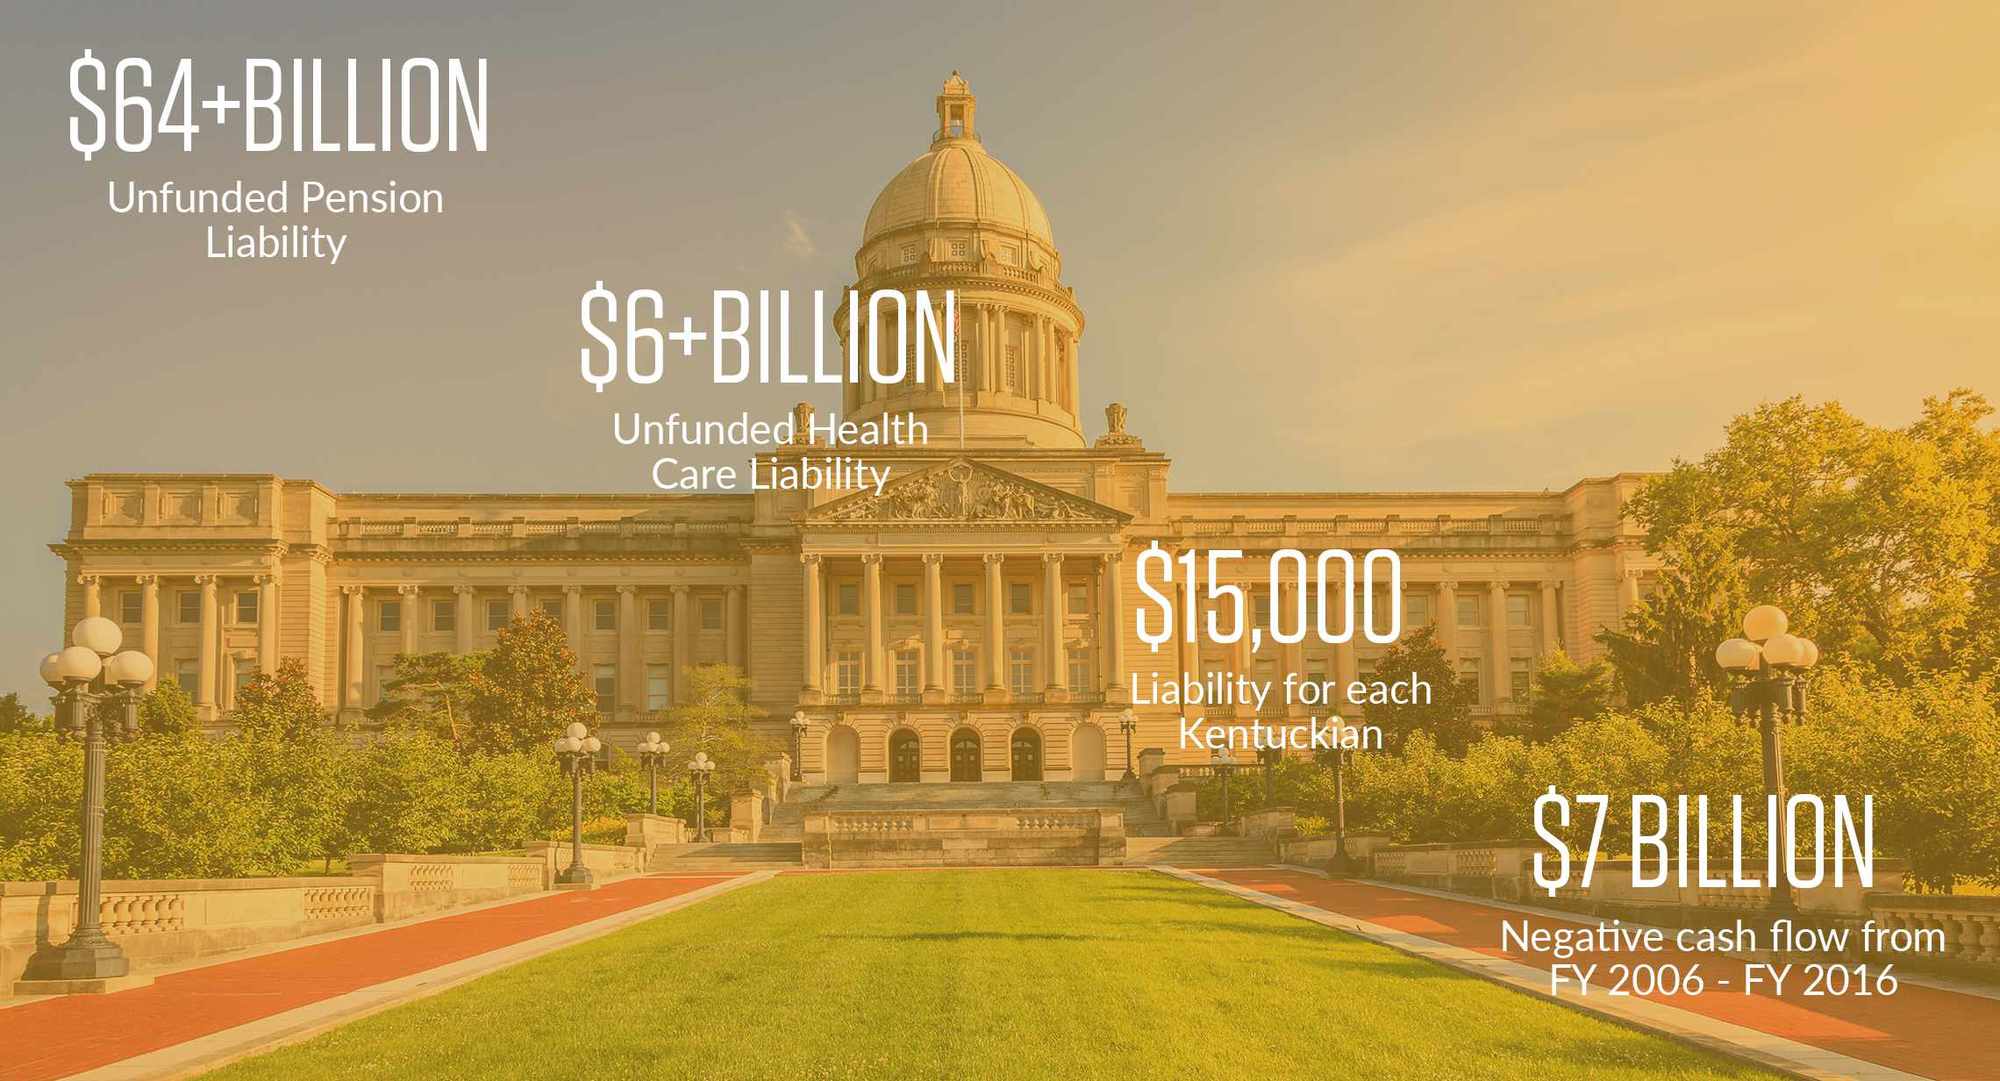 $64+BILLION
Unfunded Pension
Liability
$6+BILLION
Unfunded Health
Care Liability
$15,000
Liability for each
Kentuckian
$7 BILLION
Negative cash flow from
FY 2006 - FY 2016